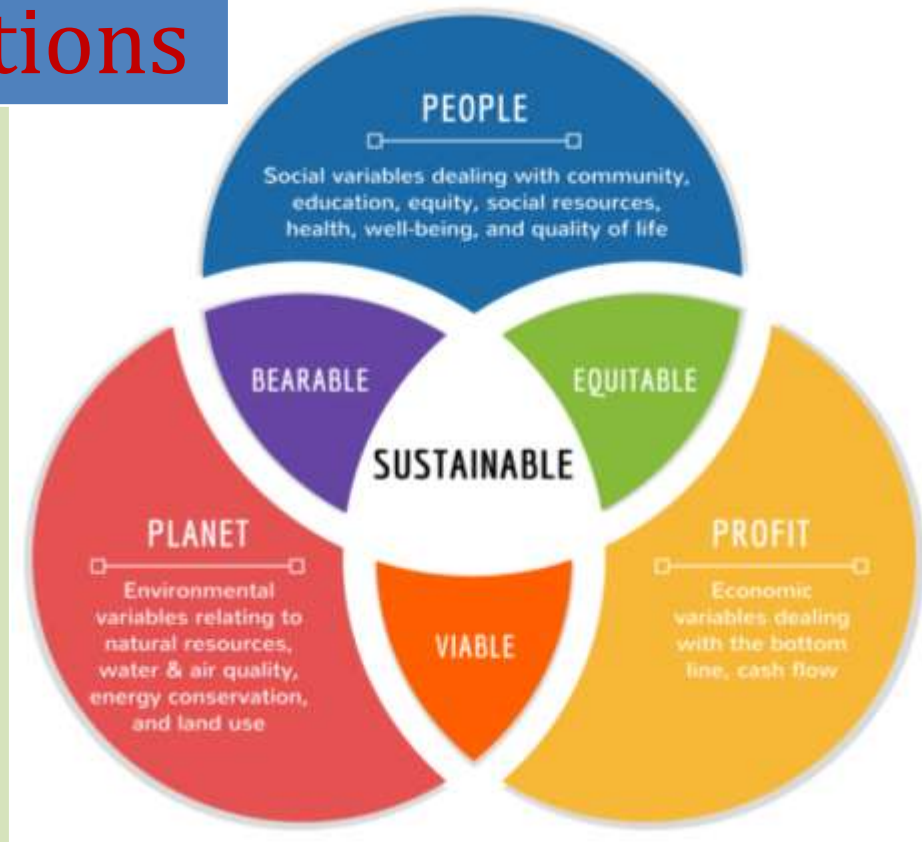 tions
PEOPLE
Social variables dealing with community,
education, equity, social resources,
health, well-being, and quality of life
BEARABLE
EQUITABLE
SUSTAINABLE
PLANET
Environmental
variables relating to
natural resources,
water & air quality,
energy conservation,
and land use
PROFIT
Economic
variables dealing
with the bottom
line, cash flow
VIABLE